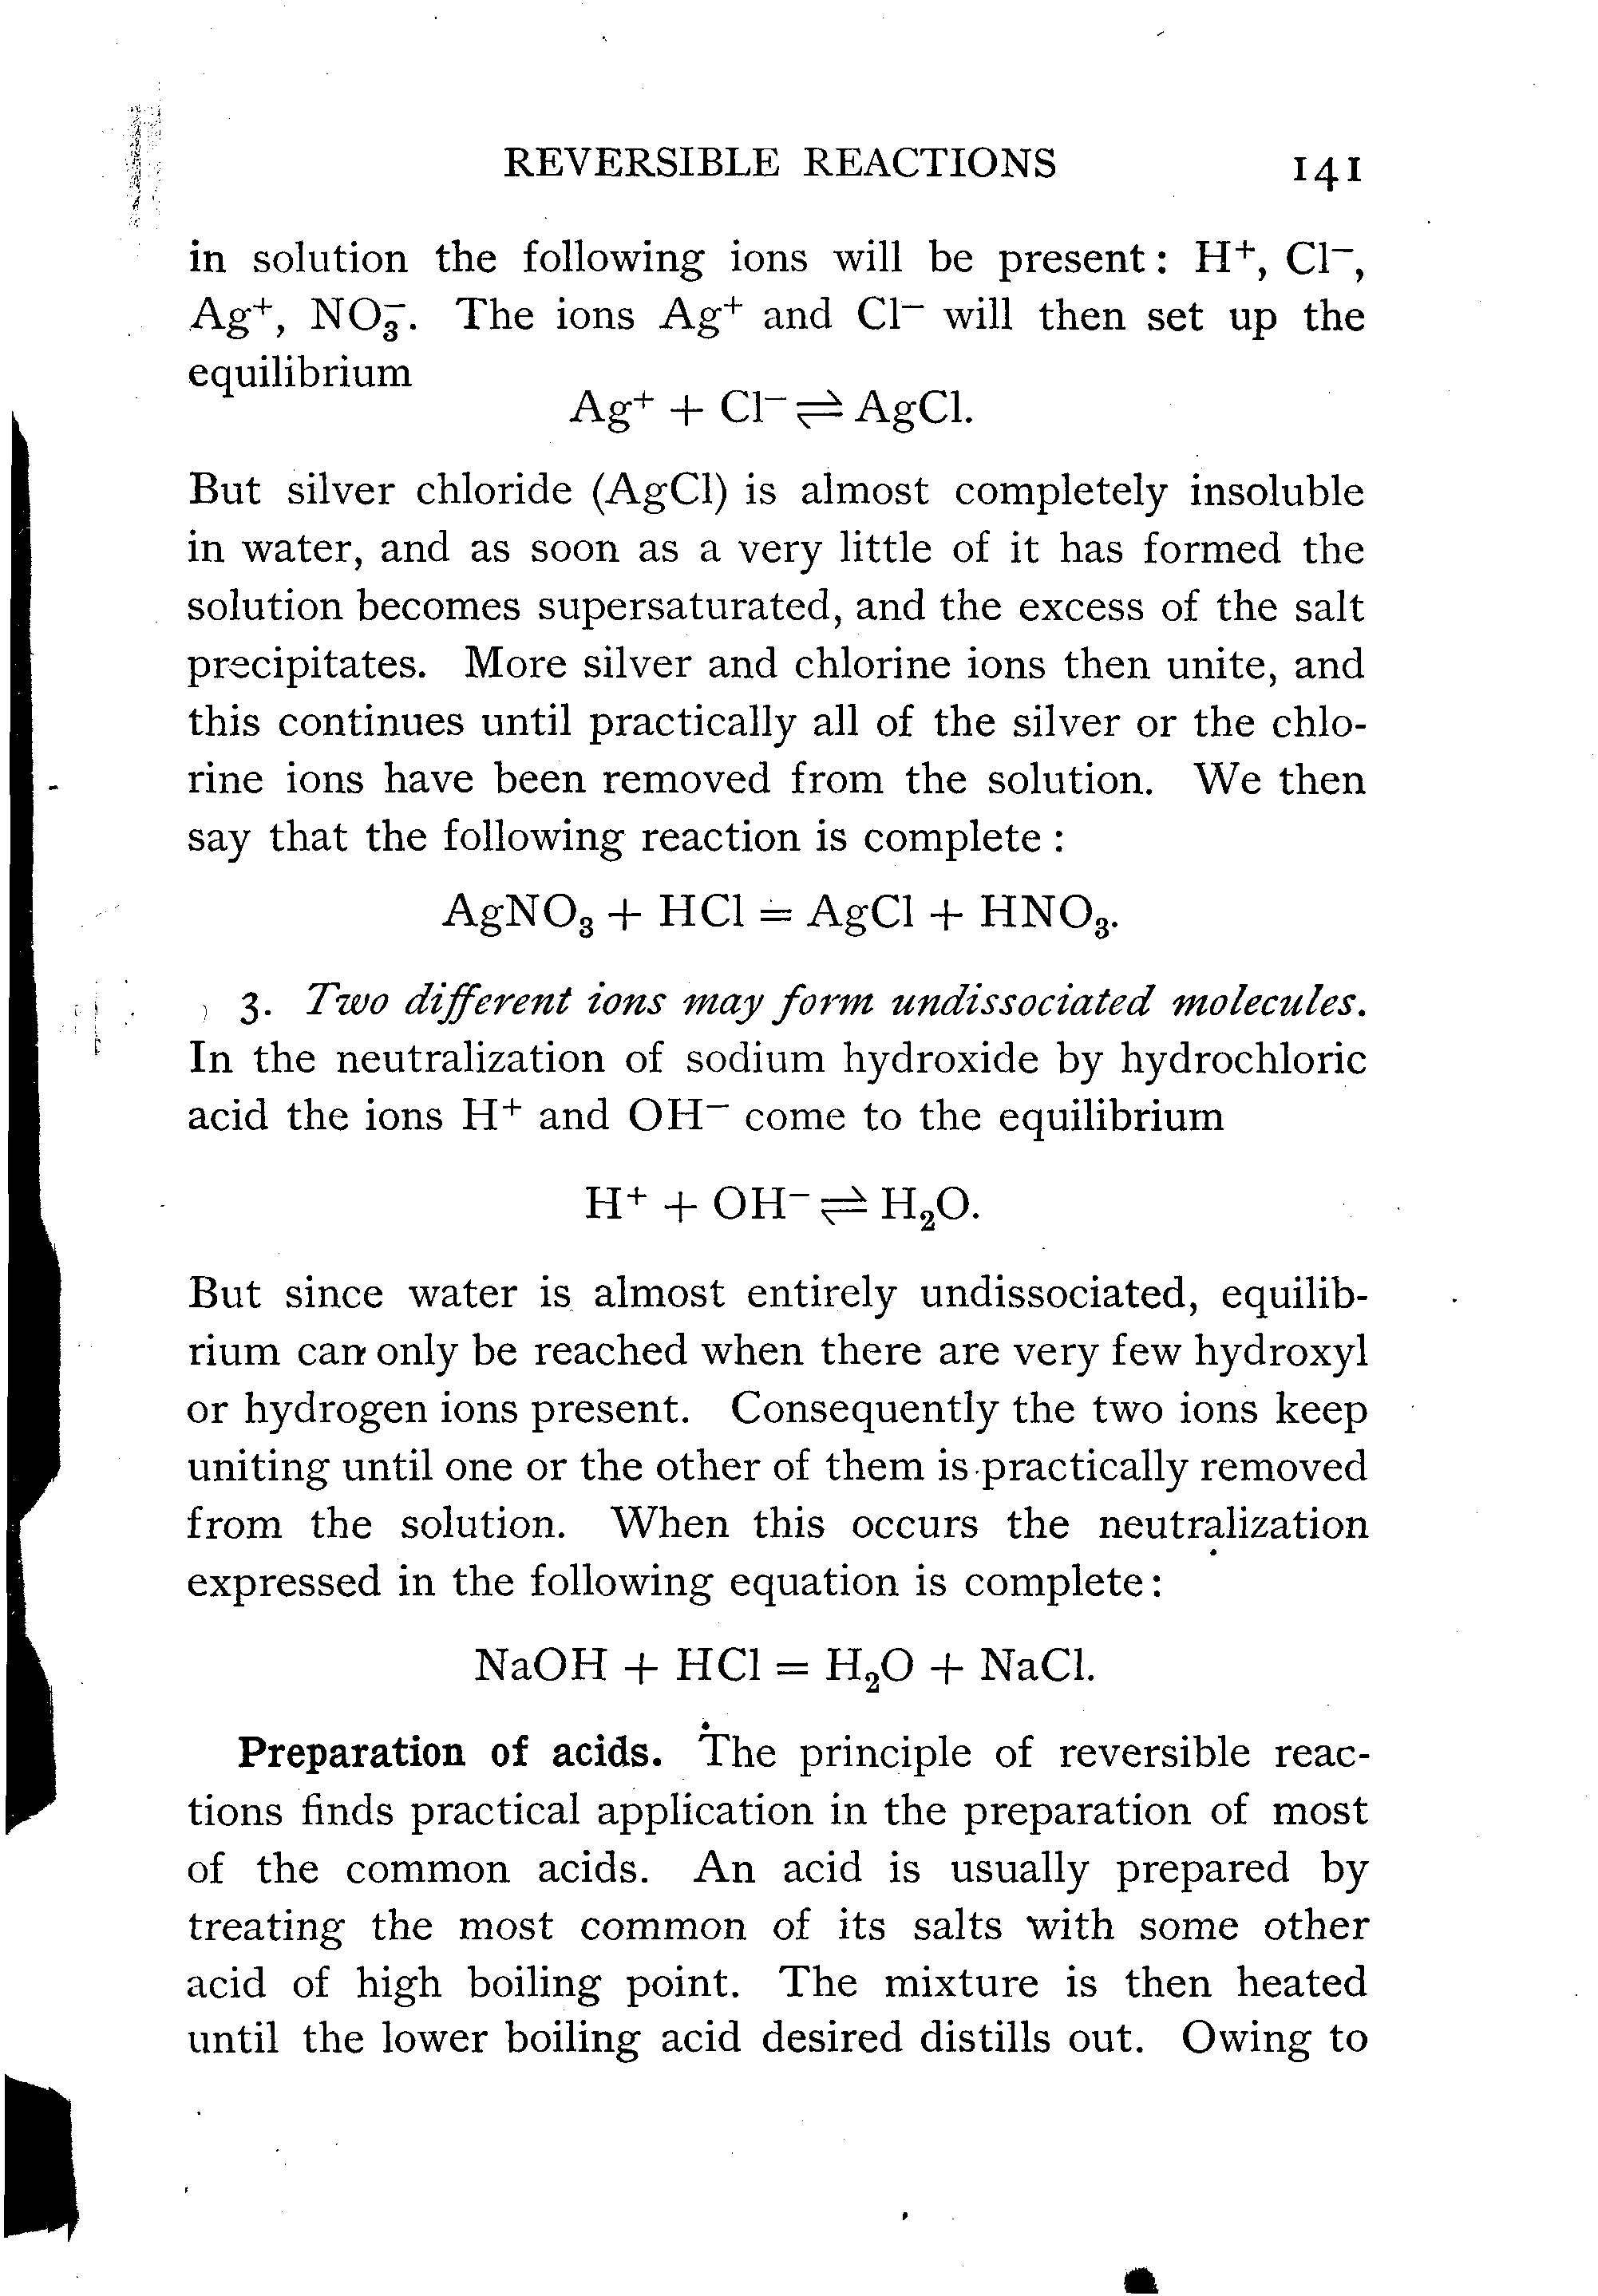 REVERSIBLE REACTIONS 141
in solution the following ions will be present: H⁺, Cl⁻,
Ag⁺, NO₃⁻. The ions Ag⁺ and Cl⁻ will then set up the
equilibrium
Ag⁺ + Cl⁻ ⇌ AgCl.
But silver chloride (AgCl) is almost completely insoluble
in water, and as soon as a very little of it has formed the
solution becomes supersaturated, and the excess of the salt
precipitates. More silver and chlorine ions then unite, and
this continues until practically all of the silver or the chlo-
rine ions have been removed from the solution. We then
say that the following reaction is complete:
AgNO₃ + HCl = AgCl + HNO₃.
3. Two different ions may form undissociated molecules.
In the neutralization of sodium hydroxide by hydrochloric
acid the ions H⁺ and OH⁻ come to the equilibrium
H⁺ + OH⁻ ⇌ H₂O.
But since water is almost entirely undissociated, equilib-
rium can only be reached when there are very few hydroxyl
or hydrogen ions present. Consequently the two ions keep
uniting until one or the other of them is practically removed
from the solution. When this occurs the neutralization
expressed in the following equation is complete:
NaOH + HCl = H₂O + NaCl.
Preparation of acids. The principle of reversible reac-
tions finds practical application in the preparation of most
of the common acids. An acid is usually prepared by
treating the most common of its salts with some other
acid of high boiling point. The mixture is then heated
until the lower boiling acid desired distills out. Owing to